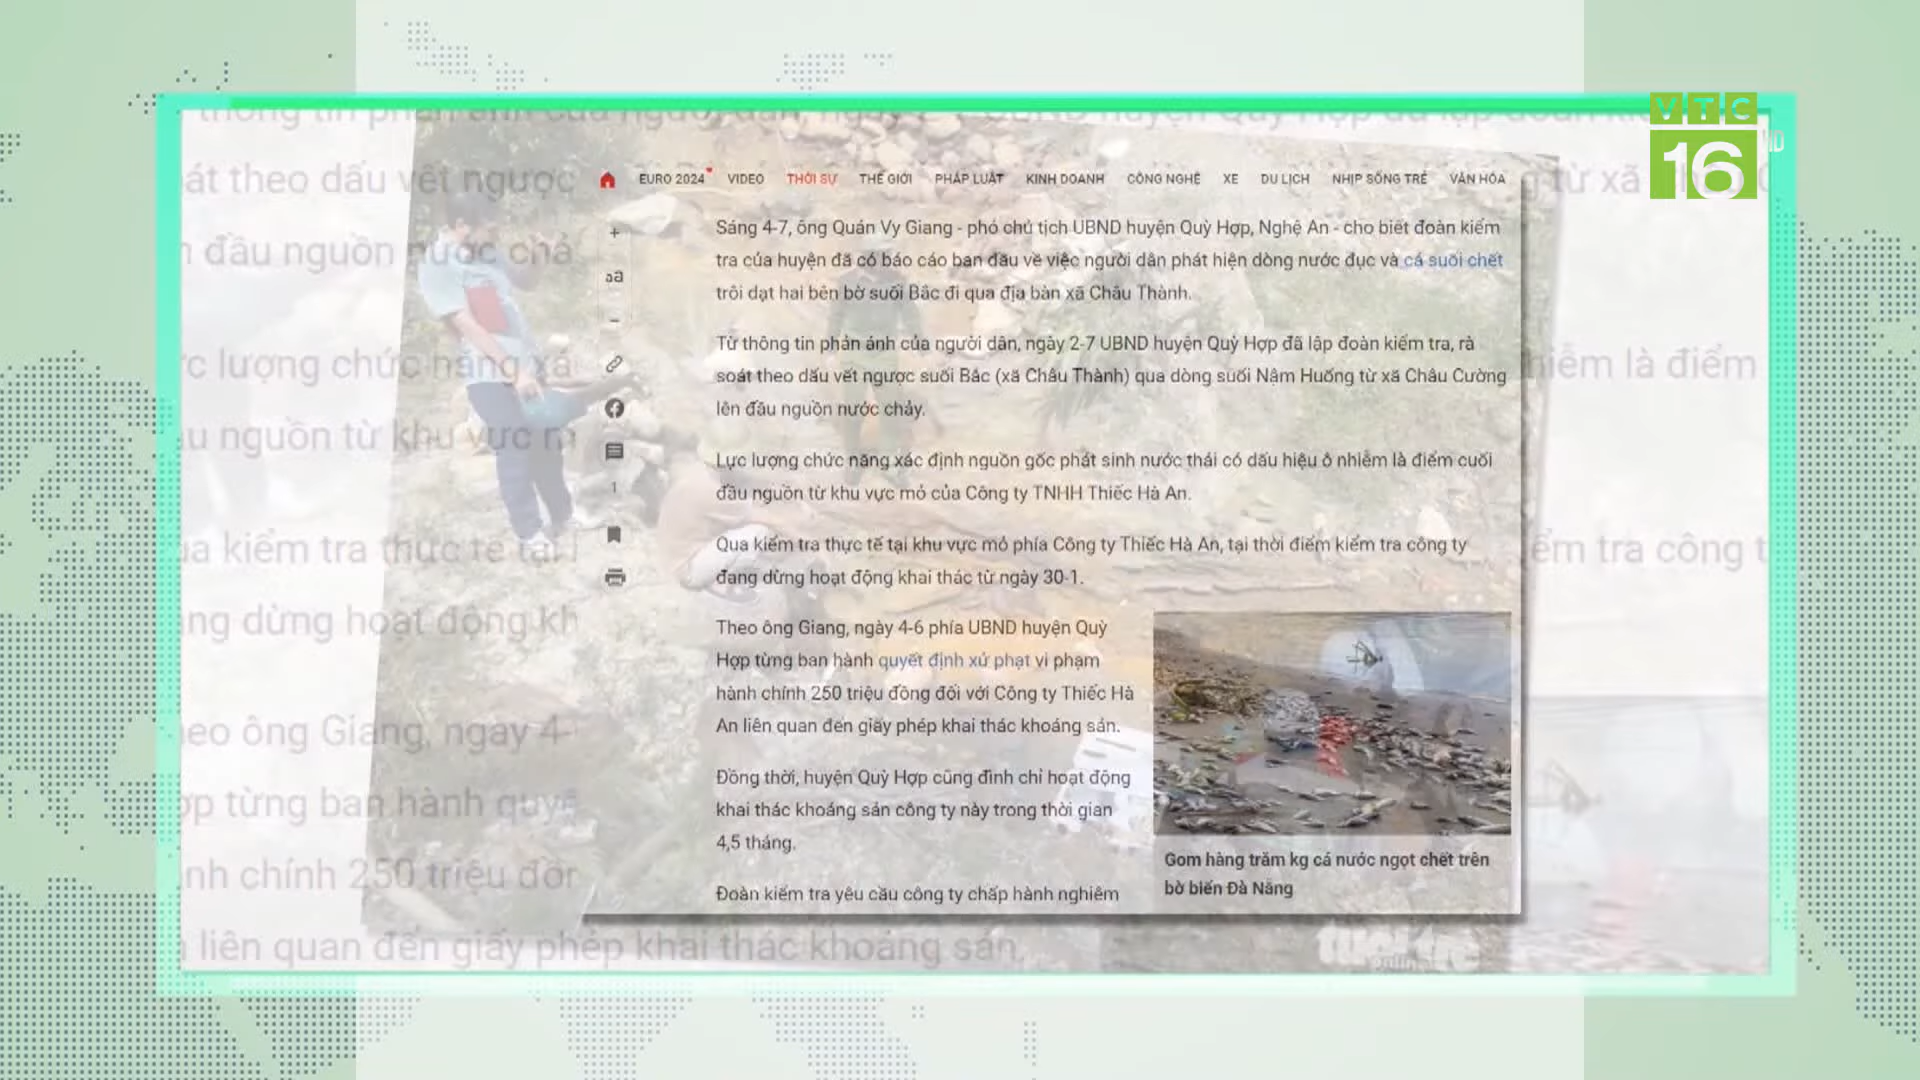 VTC
16
HD
EURO 2024 VIDEO THỜI SỰ THẾ GIỚI PHÁP LUẬT KINH DOANH CÔNG NGHỆ XE DU LỊCH NHỊP SỐNG TRẺ VĂN HÓA
Sáng 4-7, ông Quán Vy Giang - phó chủ tịch UBND huyện Quỳ Hợp, Nghệ An - cho biết đoàn kiểm
tra của huyện đã có báo cáo ban đầu về việc người dân phát hiện dòng nước đục và cá suối chết
trôi dạt hai bên bờ suối Bắc đi qua địa bàn xã Châu Thành.
Từ thông tin phản ánh của người dân, ngày 2-7 UBND huyện Quỳ Hợp đã lập đoàn kiểm tra, rà
soát theo dấu vết ngược suối Bắc (xã Châu Thành) qua dòng suối Nậm Huống từ xã Châu Cường
lên đầu nguồn nước chảy.
Lực lượng chức năng xác định nguồn gốc phát sinh nước thải có dấu hiệu ô nhiễm là điểm cuối
đầu nguồn từ khu vực mỏ của Công ty TNHH Thiếc Hà An.
Qua kiểm tra thực tế tại khu vực mỏ phía Công ty Thiếc Hà An, tại thời điểm kiểm tra công ty
đang dừng hoạt động khai thác từ ngày 30-1.
Theo ông Giang, ngày 4-6 phía UBND huyện Quỳ
Hợp từng ban hành quyết định xử phạt vi phạm
hành chính 250 triệu đồng đối với Công ty Thiếc Hà
An liên quan đến giấy phép khai thác khoáng sản.
Đồng thời, huyện Quỳ Hợp cũng đình chỉ hoạt động
khai thác khoáng sản công ty này trong thời gian
4,5 tháng.
Đoàn kiểm tra yêu cầu công ty chấp hành nghiêm
Gom hàng trăm kg cá nước ngọt chết trên
bờ biển Đà Nẵng
+
aa
-
1
liên quan đến giấy phép khai thác khoáng sản.